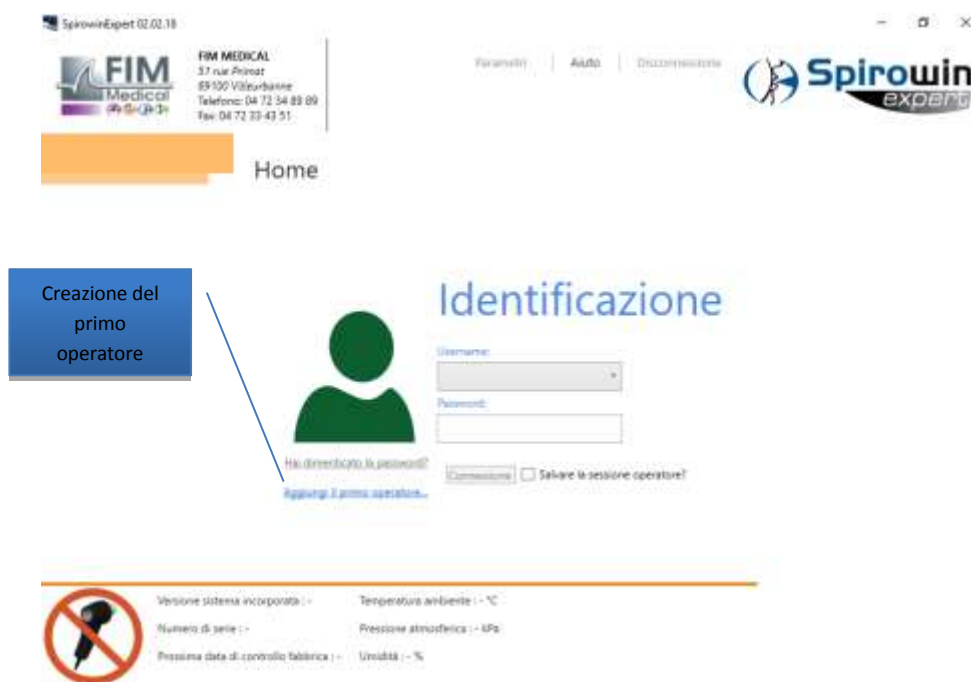 SpirowinExpert 02.02.18
FIM
Medical
FIM MEDICAL
51 rue Primat
69100 Villeurbanne
Telefono: 04 72 34 89 89
Fax: 04 72 33 43 51
Parametri
Aiuto
Disconnessione
Spirowin
expert
Home
Creazione del
primo
operatore
Identificazione
Username:
Password:
Hai dimenticato la password?
Aggiungi il primo operatore...
Connessione
Salvare la sessione operatore?
Versione sistema incorporata : -
Temperatura ambiente : - °C
Numero di serie : -
Pressione atmosferica : - kPa
Prossima data di controllo fabbrica : -
Umidità : - %